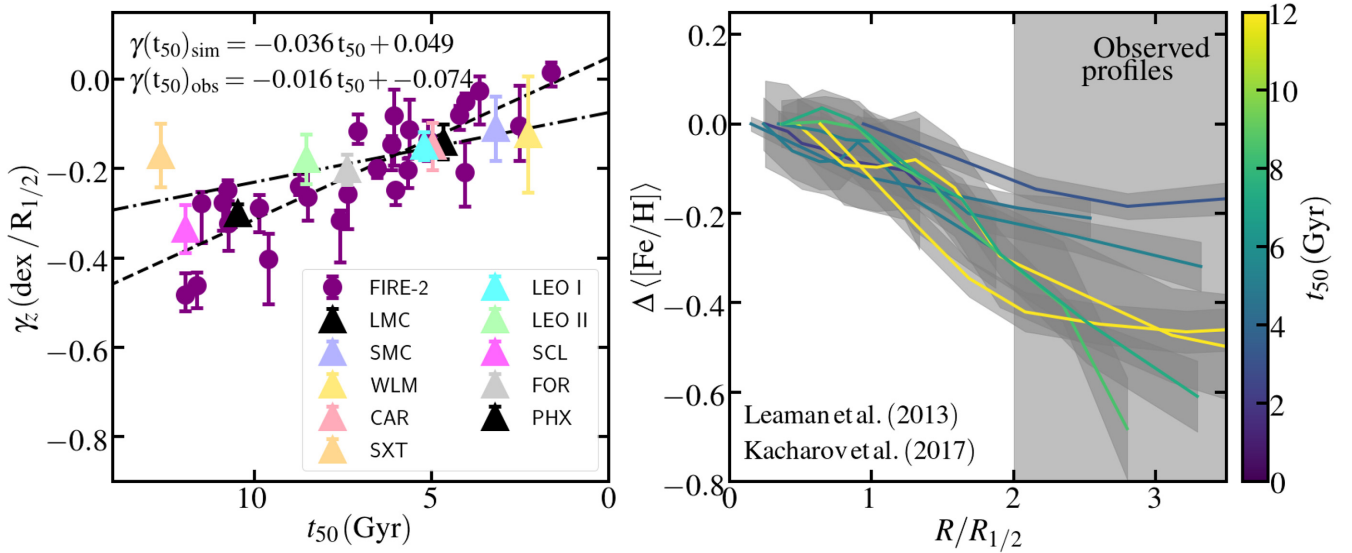 γ(t₅₀)sim = −0.036 t₅₀ + 0.049
γ(t₅₀)obs = −0.016 t₅₀ + −0.074
0.0
−0.2
−0.4
−0.6
−0.8
γz (dex / R1/2)
10
5
0
t₅₀ (Gyr)
FIRE-2
LMC
SMC
WLM
CAR
SXT
LEO I
LEO II
SCL
FOR
PHX
0.2
0.0
−0.2
−0.4
−0.6
−0.8
Δ⟨[Fe/H]⟩
Observed
profiles
Leaman et al. (2013)
Kacharov et al. (2017)
0
1
2
3
R/R1/2
12
10
8
6
4
2
0
t₅₀ (Gyr)